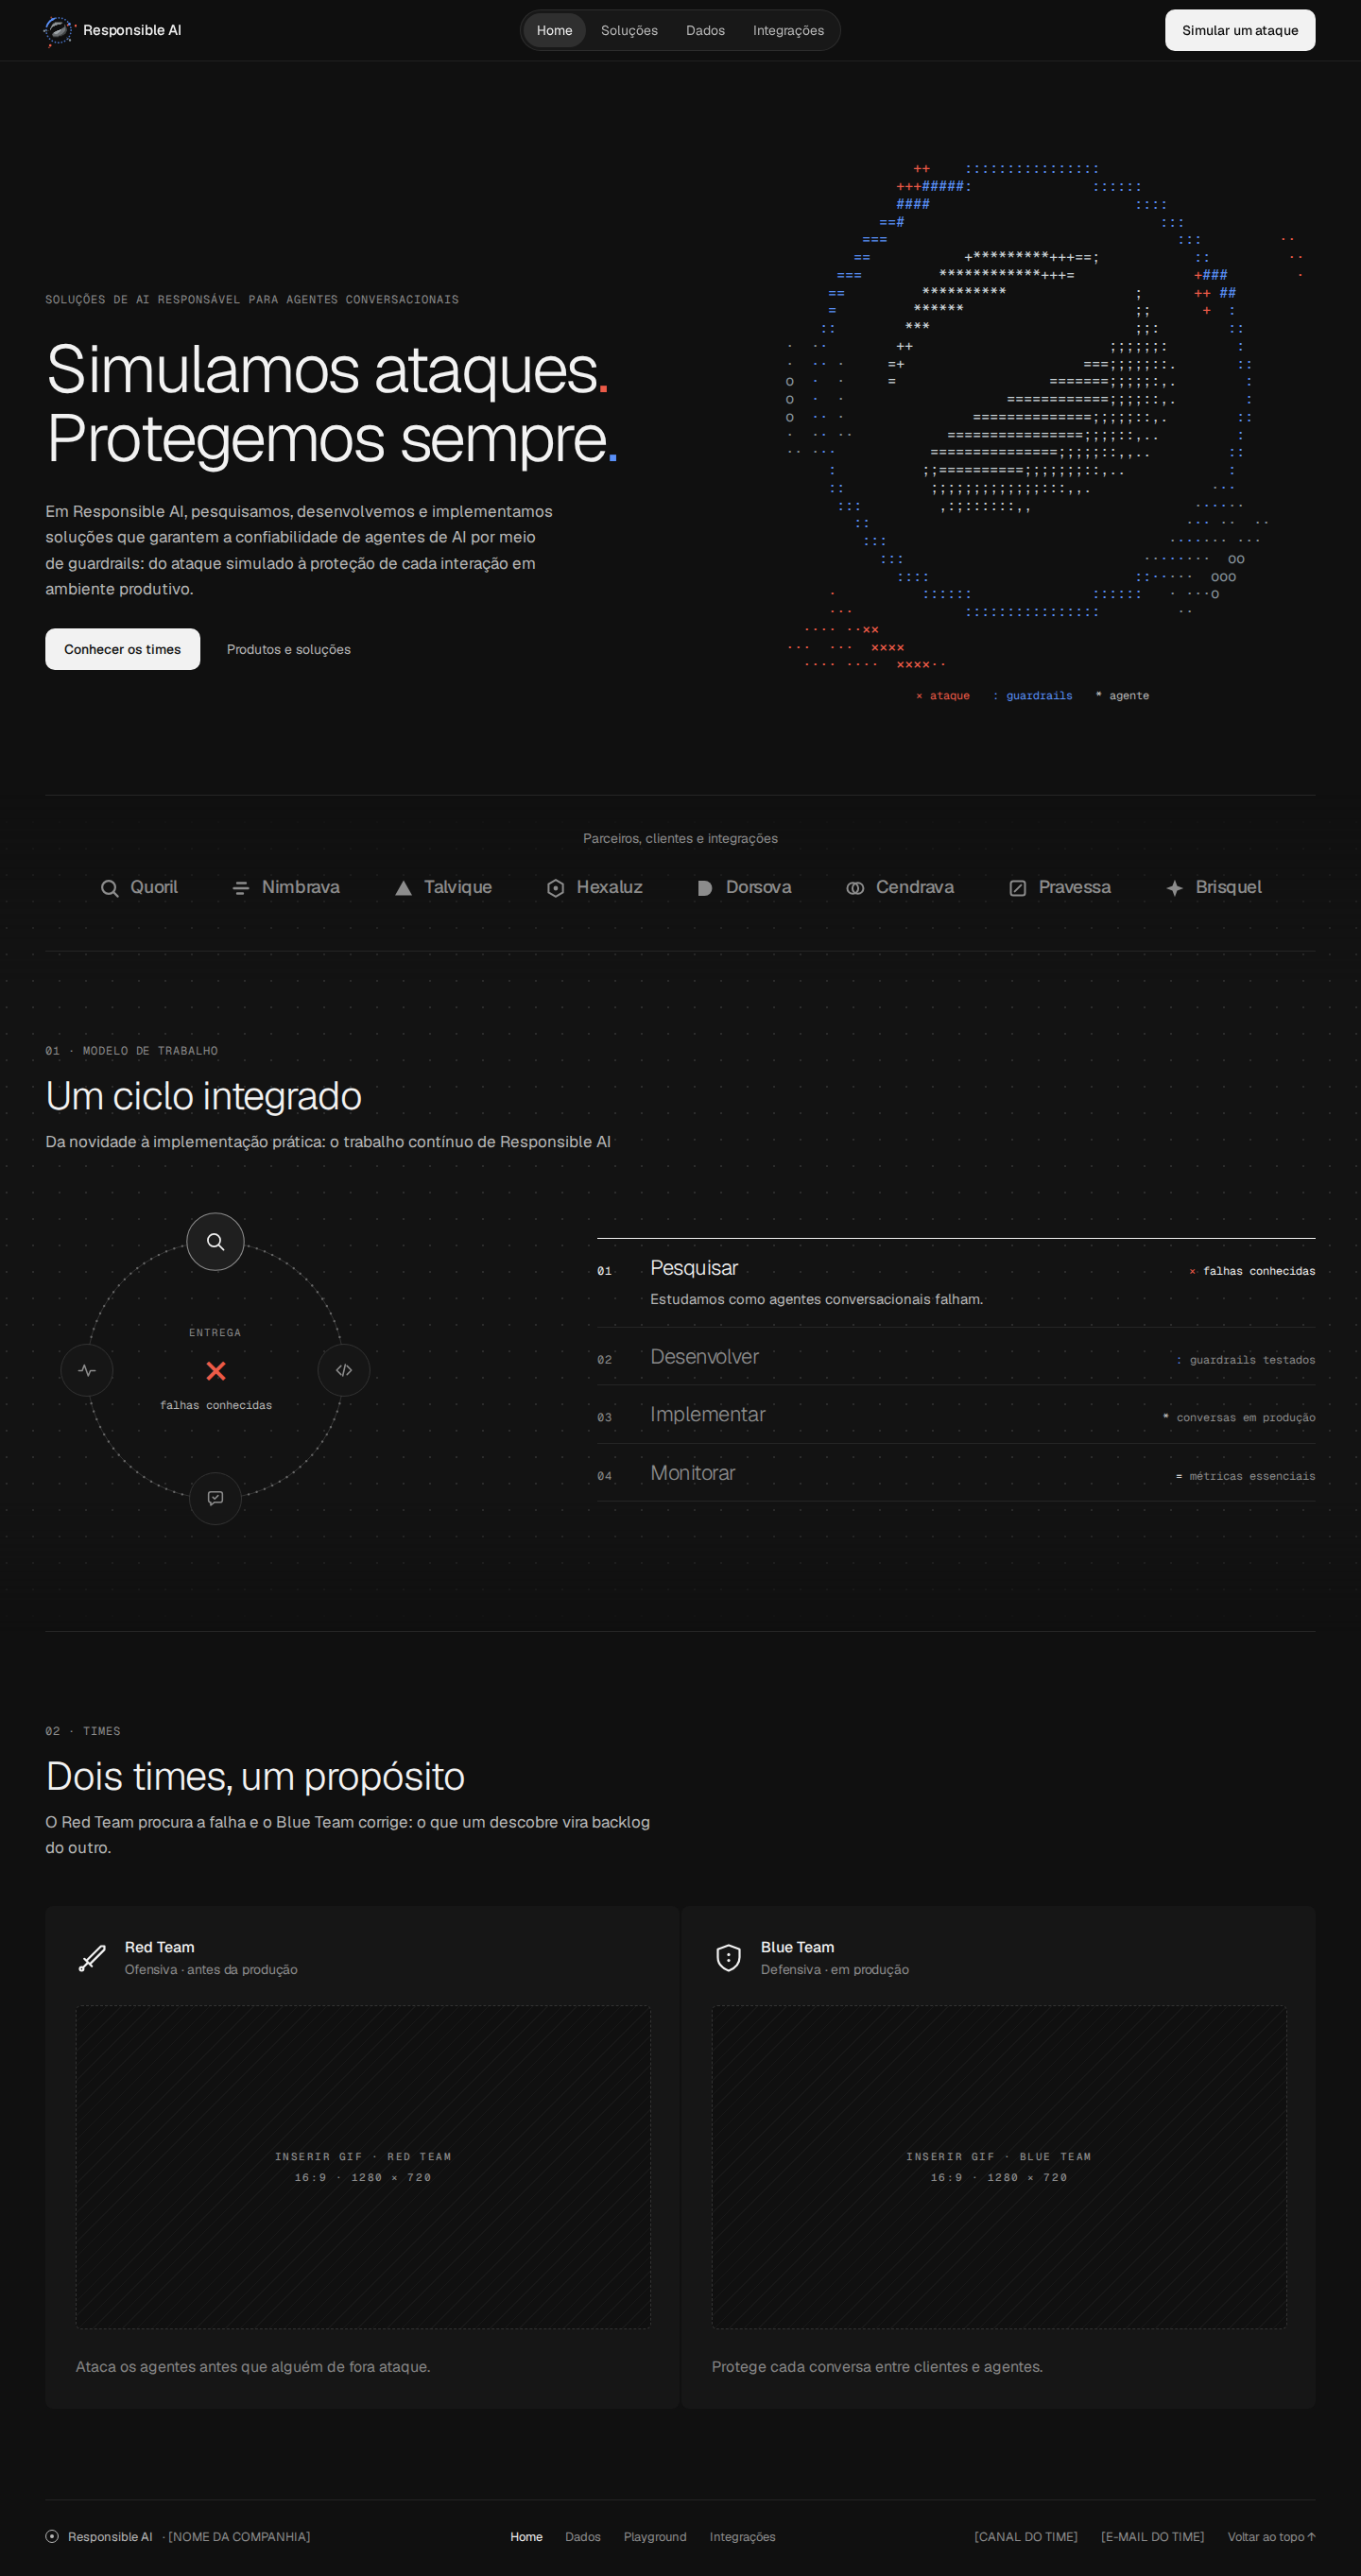 Responsible AI
Home Soluções Dados Integrações
Simular um ataque
SOLUÇÕES DE AI RESPONSÁVEL PARA AGENTES CONVERSACIONAIS
Simulamos ataques.
Protegemos sempre.
Em Responsible AI, pesquisamos, desenvolvemos e implementamos
soluções que garantem a confiabilidade de agentes de AI por meio
de guardrails: do ataque simulado à proteção de cada interação em
ambiente produtivo.
Conhecer os times Produtos e soluções
× ataque : guardrails * agente
Parceiros, clientes e integrações
Quoril Nimbrava Talvique Hexaluz Dorsova Cendrava Pravessa Brisquel
01 · MODELO DE TRABALHO
Um ciclo integrado
Da novidade à implementação prática: o trabalho contínuo de Responsible AI
ENTREGA
×
falhas conhecidas
01 Pesquisar × falhas conhecidas
Estudamos como agentes conversacionais falham.
02 Desenvolver : guardrails testados
03 Implementar * conversas em produção
04 Monitorar = métricas essenciais
02 · TIMES
Dois times, um propósito
O Red Team procura a falha e o Blue Team corrige: o que um descobre vira backlog
do outro.
Red Team
Ofensiva · antes da produção
INSERIR GIF · RED TEAM
16:9 · 1280 × 720
Ataca os agentes antes que alguém de fora ataque.
Blue Team
Defensiva · em produção
INSERIR GIF · BLUE TEAM
16:9 · 1280 × 720
Protege cada conversa entre clientes e agentes.
Responsible AI · [NOME DA COMPANHIA]
Home Dados Playground Integrações
[CANAL DO TIME] [E-MAIL DO TIME] Voltar ao topo ↑